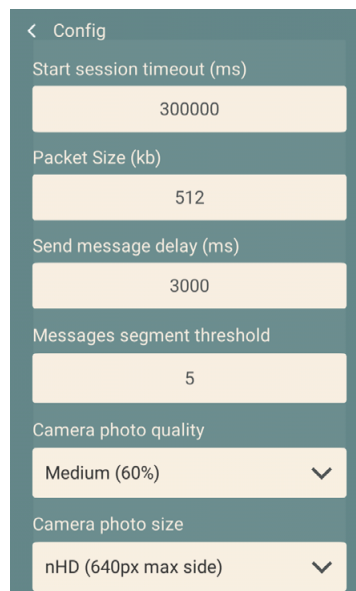 Config
Start session timeout (ms)
300000
Packet Size (kb)
512
Send message delay (ms)
3000
Messages segment threshold
5
Camera photo quality
Medium (60%)
Camera photo size
nHD (640px max side)